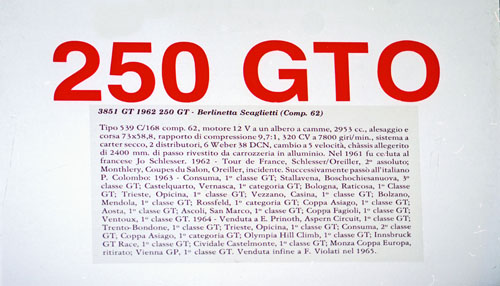 250 GTO
3851 GT 1962 250 GT - Berlinetta Scaglietti (Comp. 62)
Tipo 539 C/168 comp. 62, motore 12 V a un albero a camme, 2953 cc., alesaggio e
corsa 73x58,8, rapporto di compressione 9,7:1, 320 CV a 7800 giri/min., sistema a
carter secco, 2 distributori, 6 Weber 38 DCN, cambio a 5 velocità, châssis allegerito
di 2400 mm. di passo rivestito da carrozzeria in alluminio. Nel 1961 fu ceduta al
francese Jo Schlesser. 1962 - Tour de France, Schlesser/Oreiller, 2° assoluto;
Monthlery, Coupes du Salon, Oreiller, incidente. Successivamente passò all'italiano
P. Colombo: 1963 - Consuma, 1° classe GT; Stallavena, Boschochiesanuova, 3°
classe GT; Castelquarto, Vernasca, 1° categoria GT; Bologna, Raticosa, 1° Classe
GT; Trieste, Opicina, 1° classe GT; Vezzano, Casina, 1° classe GT; Bolzano,
Mendola, 1° classe GT; Rossfeld, 1° categoria GT; Coppa Asiago, 1° classe GT;
Aosta, 1° classe GT; Ascoli, San Marco, 1° classe GT; Coppa Fagioli, 1° classe GT;
Ventoux, 1° classe GT. 1964 - Venduta a E. Prinoth, Aspern Circuit, 1° classe GT;
Trento-Bondone, 1° classe GT; Trieste, Opicina, 1° classe GT; Consuma, 2° classe
GT, Coppa Asiago, 1° categoria GT; Olympia Hill Climb, 1° classe GT; Innsbruck
GT Race, 1° classe GT; Cividale Castelmonte, 1° classe GT; Monza Coppa Europa,
ritirato; Vienna GP, 1° classe GT. Venduta infine a F. Violati nel 1965.